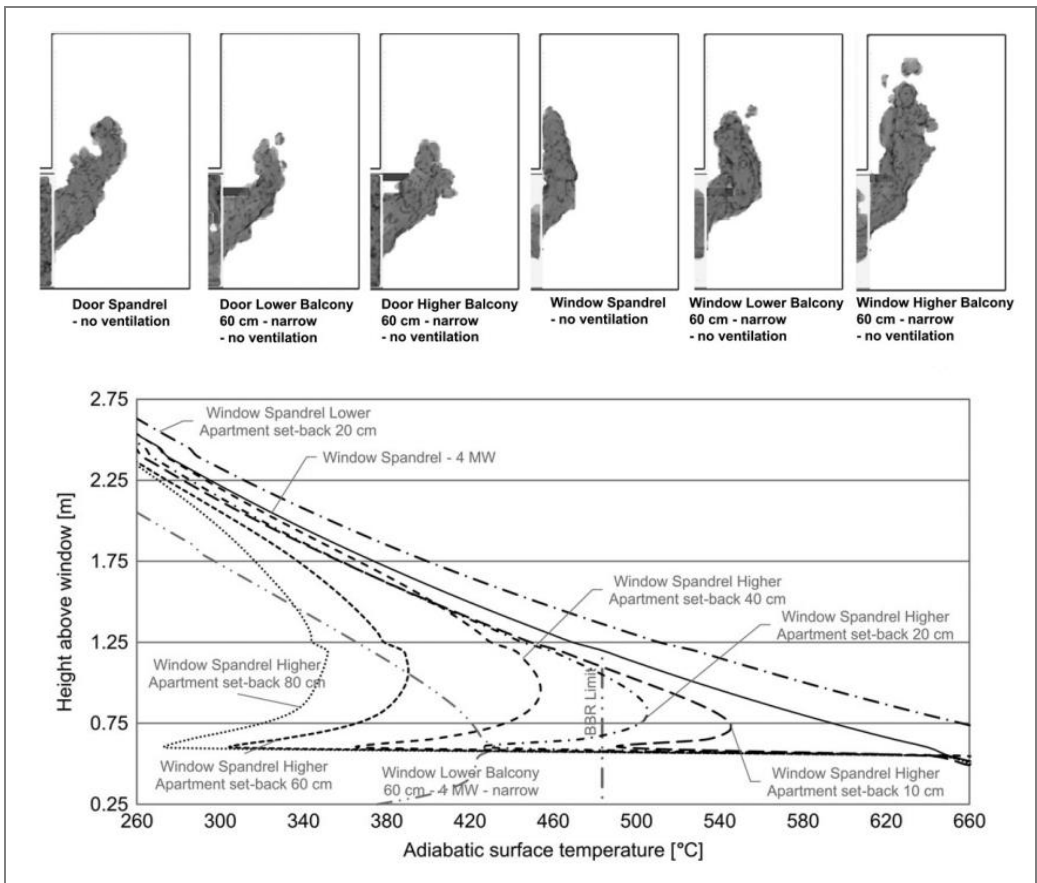 Door Spandrel
- no ventilation
Door Lower Balcony
60 cm - narrow
- no ventilation
Door Higher Balcony
60 cm - narrow
- no ventilation
Window Spandrel
- no ventilation
Window Lower Balcony
60 cm - narrow
- no ventilation
Window Higher Balcony
60 cm - narrow
- no ventilation
Height above window [m]
2.75
2.25
1.75
1.25
0.75
0.25
Window Spandrel Lower
Apartment set-back 20 cm
Window Spandrel - 4 MW
Window Spandrel Higher
Apartment set-back 40 cm
Window Spandrel Higher
Apartment set-back 20 cm
Window Spandrel Higher
Apartment set-back 80 cm
BBR Limit
Window Spandrel Higher
Apartment set-back 60 cm
Window Lower Balcony
60 cm - 4 MW - narrow
Window Spandrel Higher
Apartment set-back 10 cm
260
300
340
380
420
460
500
540
580
620
660
Adiabatic surface temperature [°C]